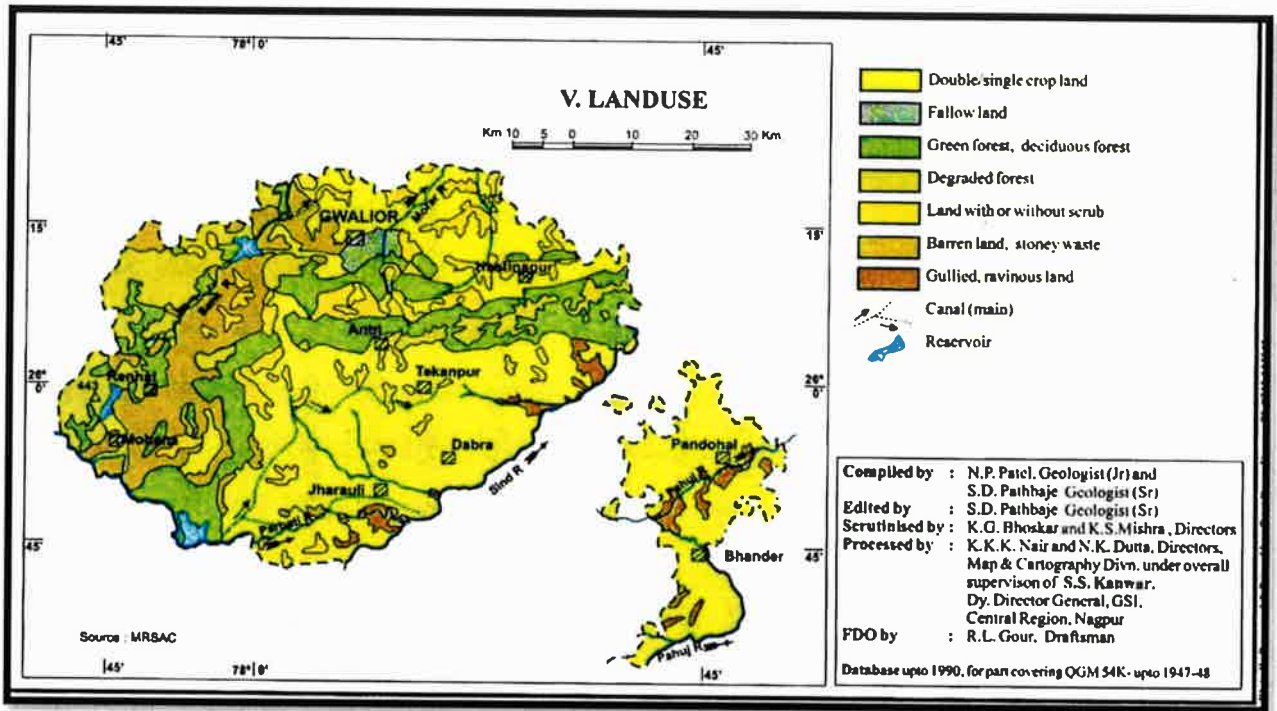 45'
78° 0'
45'
V. LANDUSE
Km 10 5 0 10 20 30 Km
15'
15'
GWALIOR
Antri
Tekanpur
26°
0'
26°
0'
443
Dabra
Sind R
Jharauli
Pandohal
Pahuj R
45'
45'
Bhander
Pahuj R
Source : MRSAC
45'
78° 0'
45'
Double/single crop land
Fallow land
Green forest, deciduous forest
Degraded forest
Land with or without scrub
Barren land, stoney waste
Gullied, ravinous land
Canal (main)
Reservoir
Compiled by : N.P. Patel, Geologist (Jr) and
S.D. Pathbaje Geologist (Sr)
Edited by : S.D. Pathbaje Geologist (Sr)
Scrutinised by : K.G. Bhoskar and K.S.Mishra, Directors
Processed by : K.K.K. Nair and N.K. Dutta, Directors,
Map & Cartography Divn. under overall
supervison of S.S. Kanwar,
Dy. Director General, GSI,
Central Region, Nagpur
FDO by : R.L. Gour, Draftsman
Database upto 1990, for part covering QGM 54K- upto 1947-48